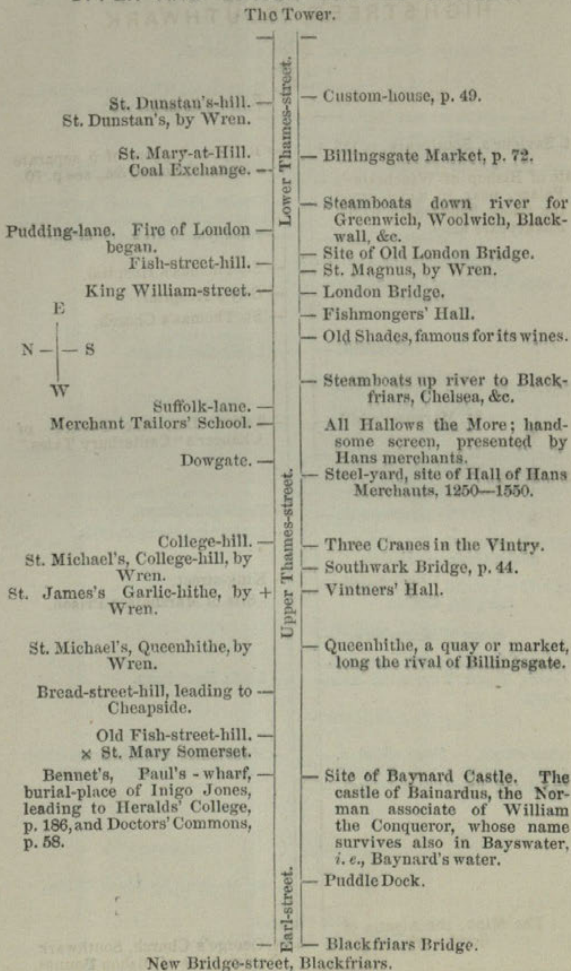 The Tower.
St. Dunstan's-hill. —
St. Dunstan's, by Wren.
St. Mary-at-Hill.
Coal Exchange. —
Pudding-lane. Fire of London —
began.
Fish-street-hill. —
King William-street. —
E
N — — S
W
Suffolk-lane. —
Merchant Tailors' School. —
Dowgate. —
College-hill. —
St. Michael's, College-hill, by
Wren.
St. James's Garlic-hithe, by +
Wren.
St. Michael's, Queenhithe, by
Wren.
Bread-street-hill, leading to —
Cheapside.
Old Fish-street-hill. —
× St. Mary Somerset.
Bennet's, Paul's-wharf, —
burial-place of Inigo Jones,
leading to Heralds' College,
p. 186, and Doctors' Commons,
p. 58.
Lower Thames-street.
Upper Thames-street.
Earl-street.
— Custom-house, p. 49.
— Billingsgate Market, p. 72.
— Steamboats down river for
Greenwich, Woolwich, Black-
wall, &c.
— Site of Old London Bridge.
— St. Magnus, by Wren.
— London Bridge.
— Fishmongers' Hall.
— Old Shades, famous for its wines.
— Steamboats up river to Black-
friars, Chelsea, &c.
All Hallows the More; hand-
some screen, presented by
Hans merchants.
— Steel-yard, site of Hall of Hans
Merchants, 1250—1550.
— Three Cranes in the Vintry.
— Southwark Bridge, p. 44.
— Vintners' Hall.
— Queenhithe, a quay or market,
long the rival of Billingsgate.
— Site of Baynard Castle. The
castle of Bainardus, the Nor-
man associate of William
the Conqueror, whose name
survives also in Bayswater,
i. e., Baynard's water.
— Puddle Dock.
— Blackfriars Bridge.
New Bridge-street, Blackfriars.